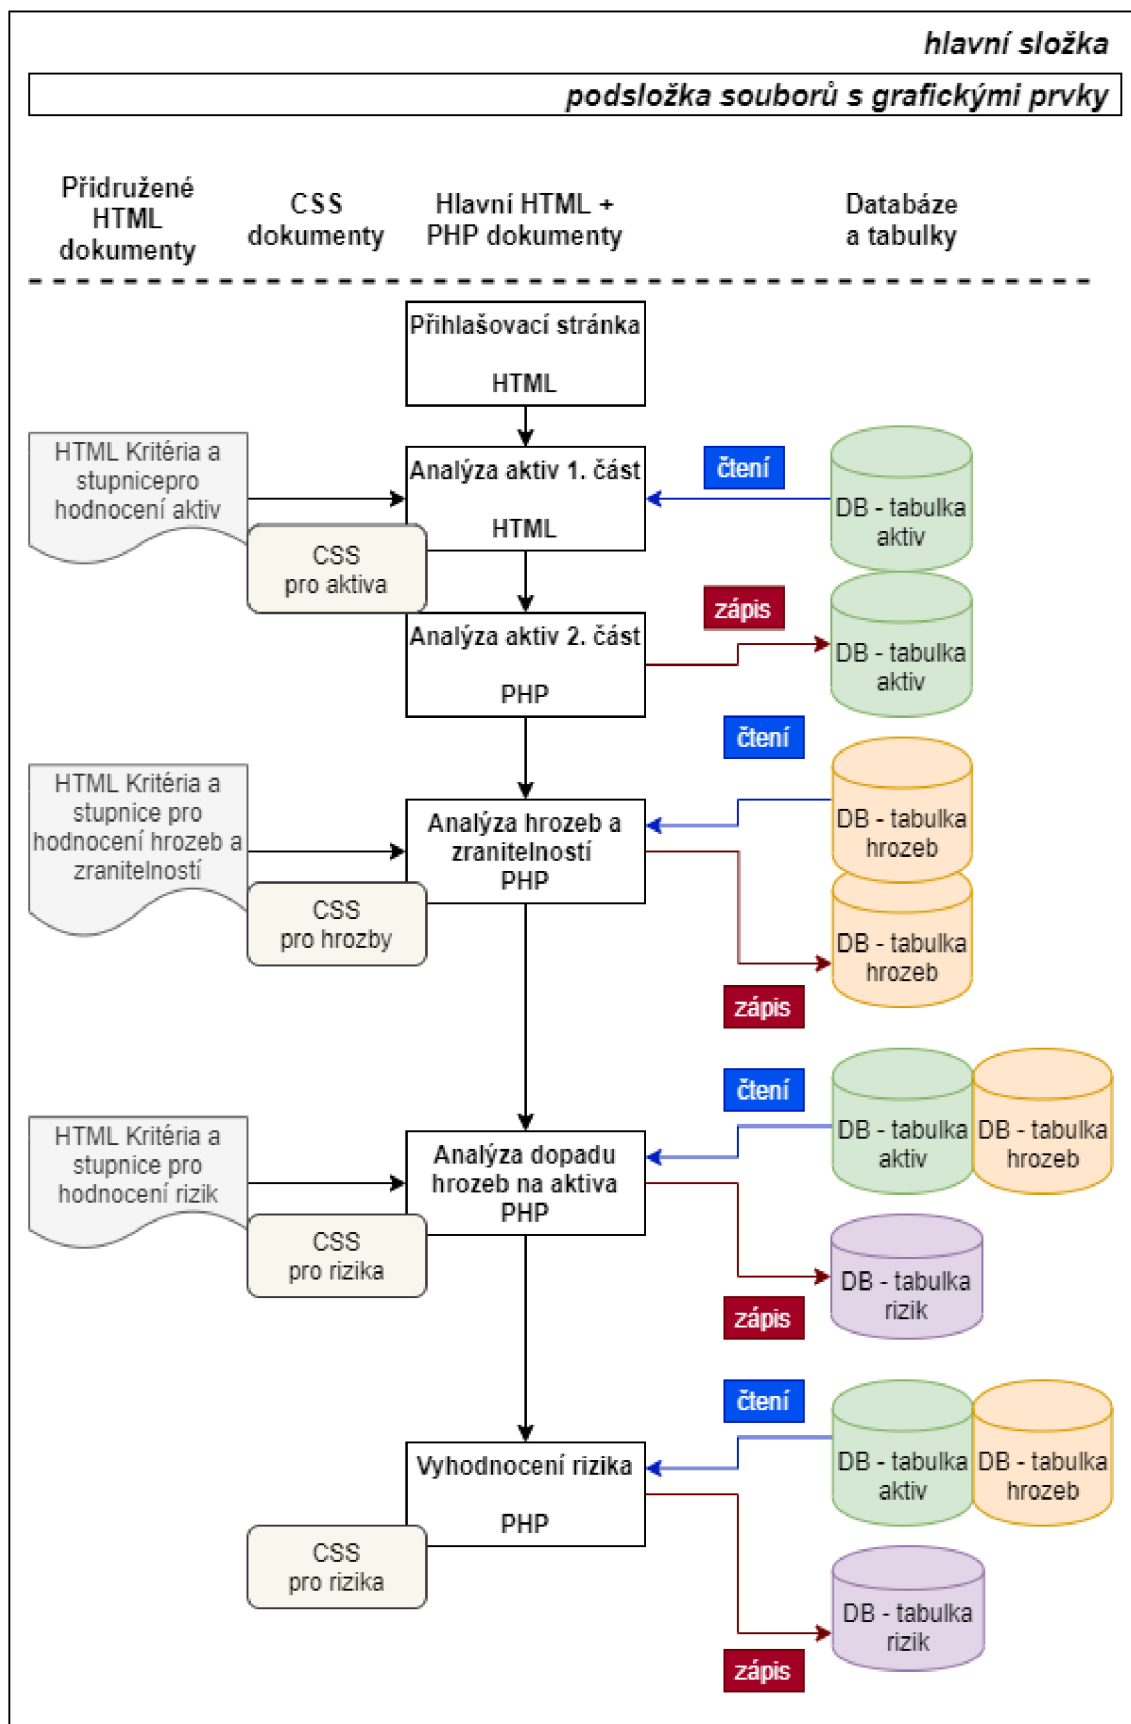 hlavní složka
podsložka souborů s grafickými prvky
Přidružené
HTML
dokumenty
CSS
dokumenty
Hlavní HTML +
PHP dokumenty
Databáze
a tabulky
Přihlašovací stránka
HTML
HTML Kritéria a
stupnicepro
hodnocení aktiv
Analýza aktiv 1. část
HTML
čtení
DB - tabulka
aktiv
CSS
pro aktiva
Analýza aktiv 2. část
PHP
zápis
DB - tabulka
aktiv
čtení
HTML Kritéria a
stupnice pro
hodnocení hrozeb a
zranitelností
Analýza hrozeb a
zranitelností
PHP
DB - tabulka
hrozeb
CSS
pro hrozby
DB - tabulka
hrozeb
zápis
čtení
HTML Kritéria a
stupnice pro
hodnocení rizik
Analýza dopadu
hrozeb na aktiva
PHP
DB - tabulka
aktiv
DB - tabulka
hrozeb
CSS
pro rizika
DB - tabulka
rizik
zápis
čtení
Vyhodnocení rizika
PHP
DB - tabulka
aktiv
DB - tabulka
hrozeb
CSS
pro rizika
DB - tabulka
rizik
zápis